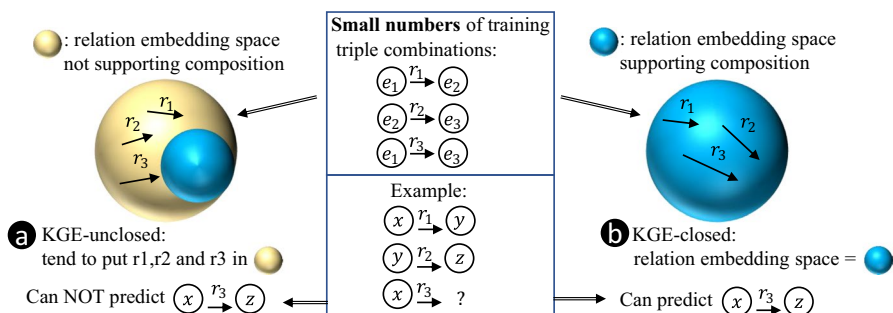 : relation embedding space
not supporting composition
r₁
r₂
r₃
a KGE-unclosed:
tend to put r1,r2 and r3 in
Can NOT predict x r₃ z
Small numbers of training
triple combinations:
e₁ r₁ e₂
e₂ r₂ e₃
e₁ r₃ e₃
Example:
x r₁ y
y r₂ z
x r₃ ?
: relation embedding space
supporting composition
r₁
r₂
r₃
b KGE-closed:
relation embedding space =
Can predict x r₃ z